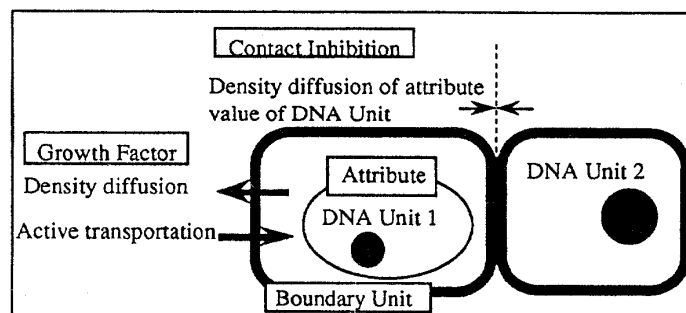 Contact Inhibition
Density diffusion of attribute
value of DNA Unit
Growth Factor
Density diffusion
Active transportation
Attribute
DNA Unit 1
DNA Unit 2
Boundary Unit